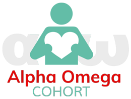 α ω
Alpha Omega
COHORT